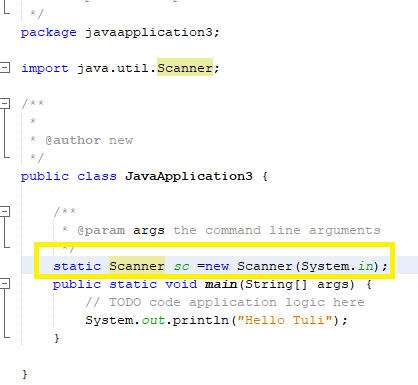 */
package javaapplication3;
import java.util.Scanner;
/**
*
* @author new
*/
public class JavaApplication3 {
/**
* @param args the command line arguments
*/
static Scanner sc =new Scanner(System.in);
public static void main(String[] args) {
// TODO code application logic here
System.out.println("Hello Tuli");
}
}